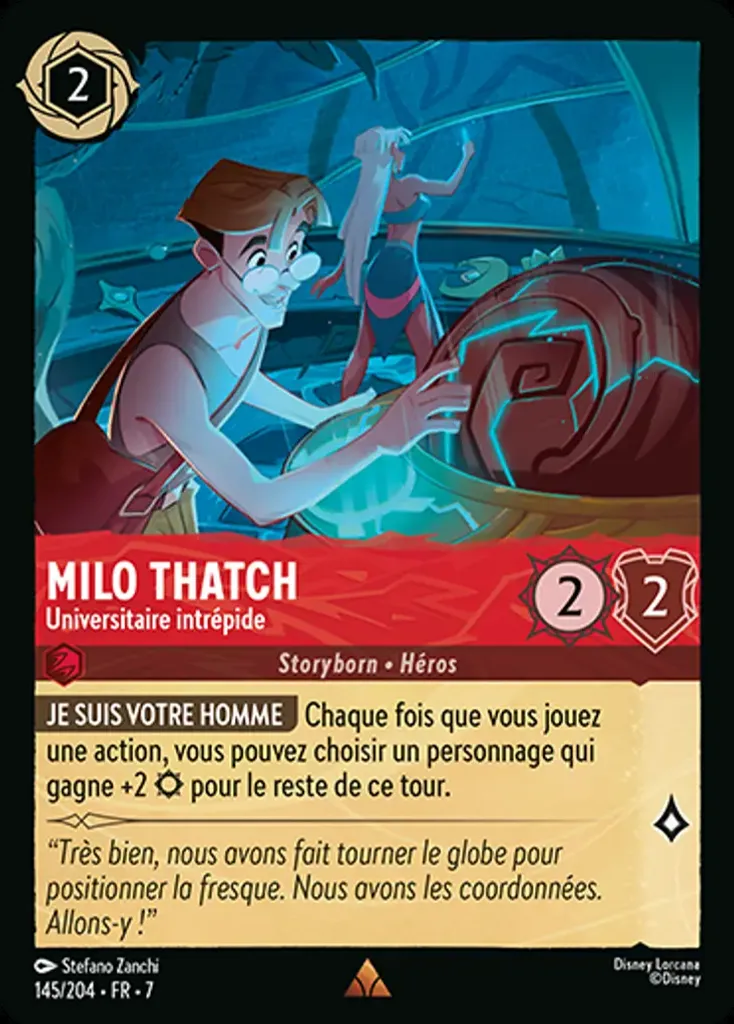 2
MILO THATCH
Universitaire intrépide
2 2
Storyborn • Héros
JE SUIS VOTRE HOMME Chaque fois que vous jouez
une action, vous pouvez choisir un personnage qui
gagne +2 pour le reste de ce tour.
“Très bien, nous avons fait tourner le globe pour
positionner la fresque. Nous avons les coordonnées.
Allons-y !”
Stefano Zanchi
145/204 • FR • 7
Disney Lorcana
©Disney